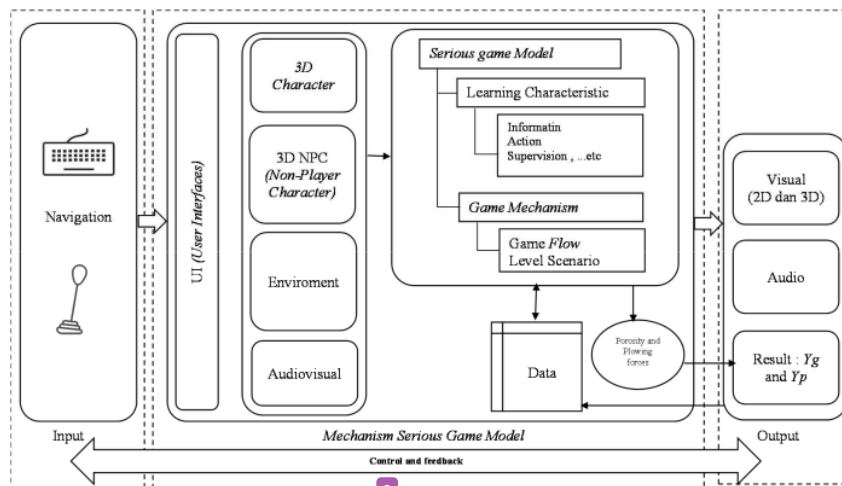 Navigation
Input
UI (User Interfaces)
3D
Character
3D NPC
(Non-Player
Character)
Enviroment
Audiovisual
Serious game Model
Learning Characteristic
Informatin
Action
Supervision , ...etc
Game Mechanism
Game Flow
Level Scenario
Data
Porosity and
Plowing
forces
Mechanism Serious Game Model
Visual
(2D dan 3D)
Audio
Result : Yg
and Yp
Output
Control and feedback